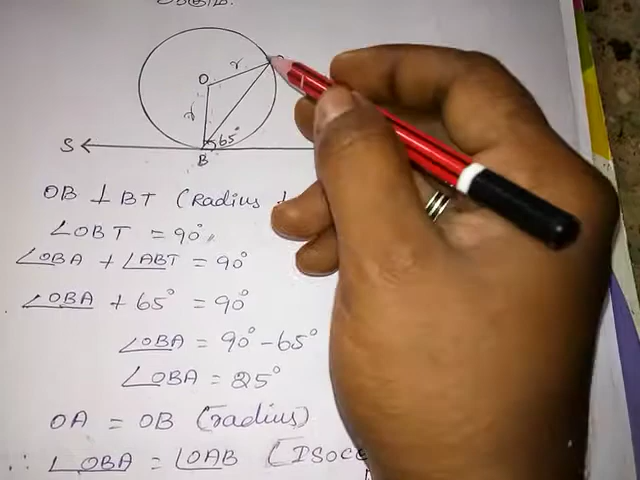 r
O
r
65°
S
B
OB ⊥ BT (Radius
∠OBT = 90°
∠OBA + ∠ABT = 90°
∠OBA + 65° = 90°
∠OBA = 90° - 65°
∠OBA = 25°
OA = OB (radius)
∴ ∠OBA = ∠OAB